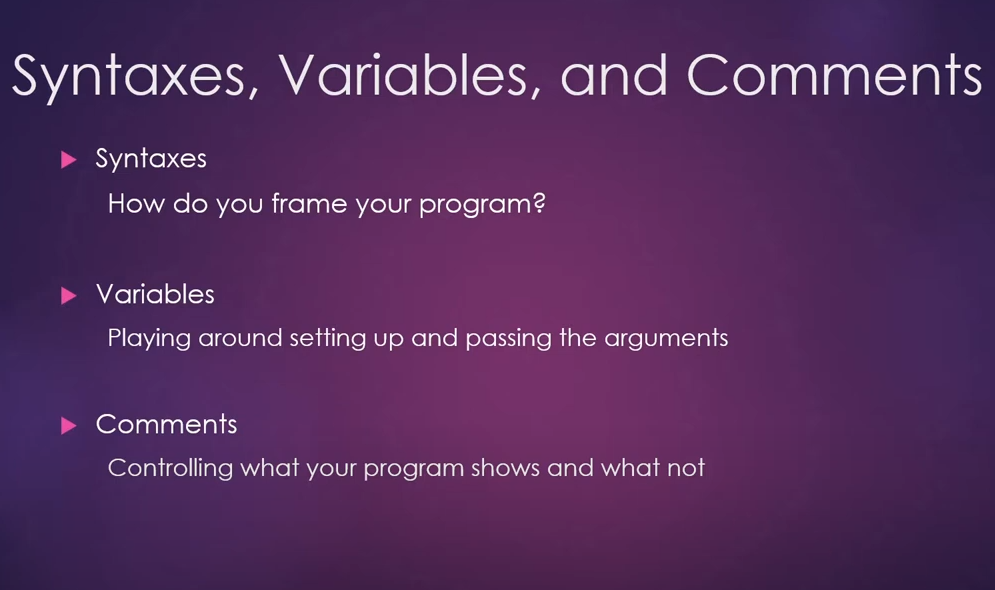 Syntaxes, Variables, and Comments
Syntaxes
How do you frame your program?
Variables
Playing around setting up and passing the arguments
Comments
Controlling what your program shows and what not